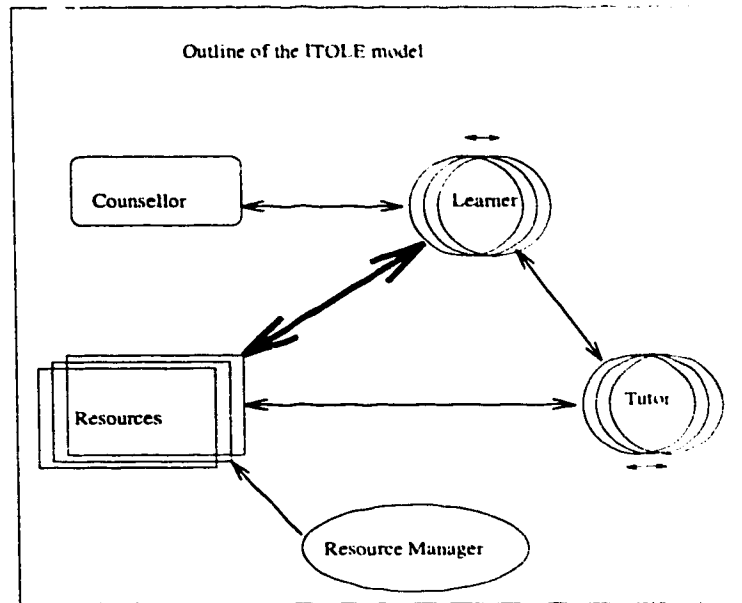 Outline of the ITOLE model
Counsellor
Learner
Resources
Tutor
Resource Manager